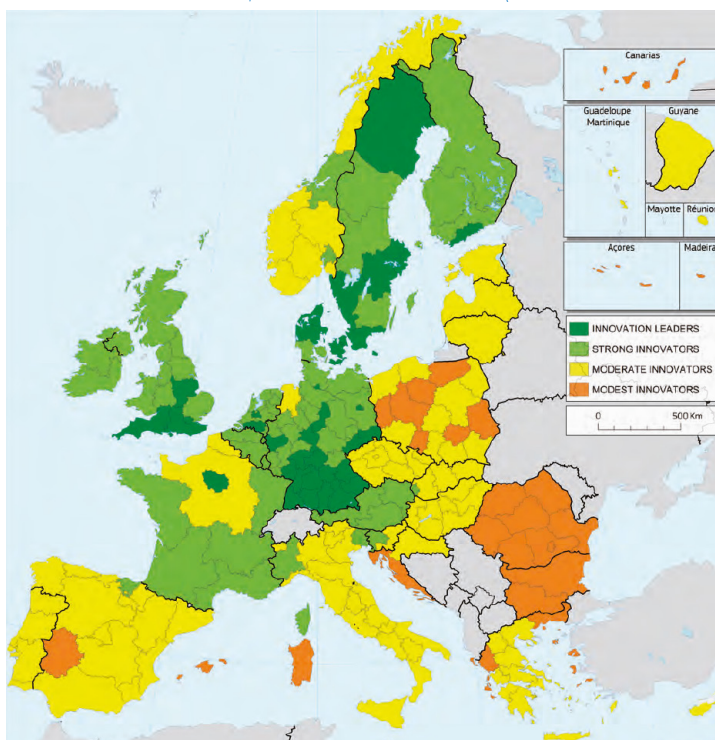 Canarias
Guadeloupe
Martinique
Guyane
Mayotte
Réunion
Açores
Madeira
INNOVATION LEADERS
STRONG INNOVATORS
MODERATE INNOVATORS
MODEST INNOVATORS
0 500 Km